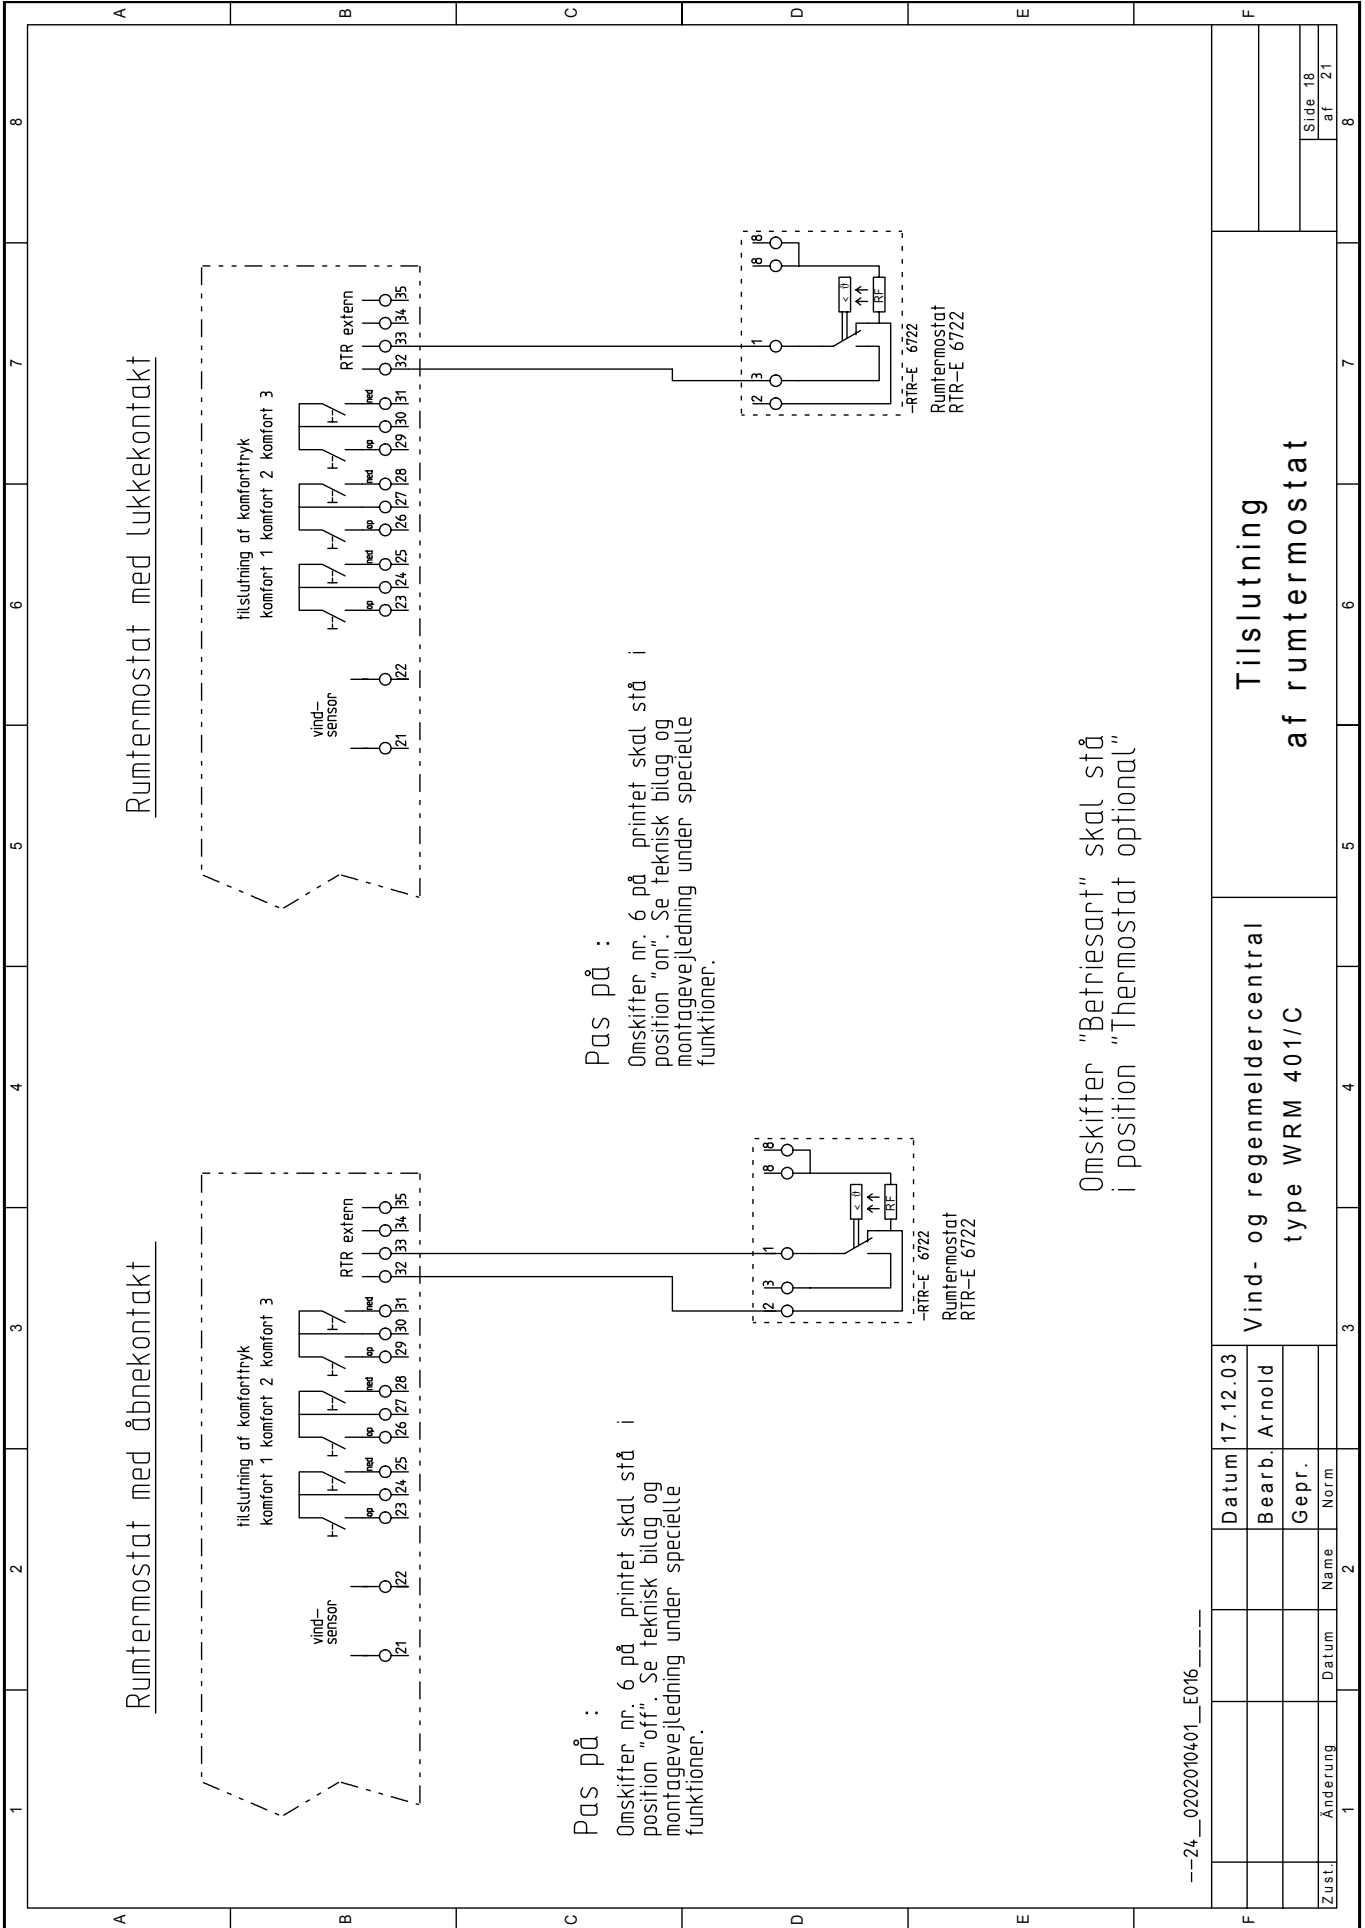 1 2 3 4 5 6 7 8
A
B
C
D
E
F
Rumtermostat med åbnekontakt
tilslutning af komforttryk
komfort 1 komfort 2 komfort 3
vind-
sensor
RTR extern
op ned op ned op ned
21 22 23 24 25 26 27 28 29 30 31 32 33 34 35
Pas på :
Omskifter nr. 6 på printet skal stå i
position "off". Se teknisk bilag og
montagevejledning under specielle
funktioner.
2 3 1 8 8
< ϑ
RF
-RTR-E 6722
Rumtermostat
RTR-E 6722
Rumtermostat med lukkekontakt
tilslutning af komforttryk
komfort 1 komfort 2 komfort 3
vind-
sensor
RTR extern
op ned op ned op ned
21 22 23 24 25 26 27 28 29 30 31 32 33 34 35
Pas på :
Omskifter nr. 6 på printet skal stå i
position "on". Se teknisk bilag og
montagevejledning under specielle
funktioner.
2 3 1 8 8
< ϑ
RF
-RTR-E 6722
Rumtermostat
RTR-E 6722
Omskifter "Betriesart" skal stå
i position "Thermostat optional"
--24__0202010401__E016____
Datum 17.12.03
Bearb. Arnold
Gepr.
Zust. Änderung Datum Name Norm
Vind- og regenmeldercentral
type WRM 401/C
Tilslutning
af rumtermostat
Side 18
af 21
A
B
C
D
E
F
1 2 3 4 5 6 7 8